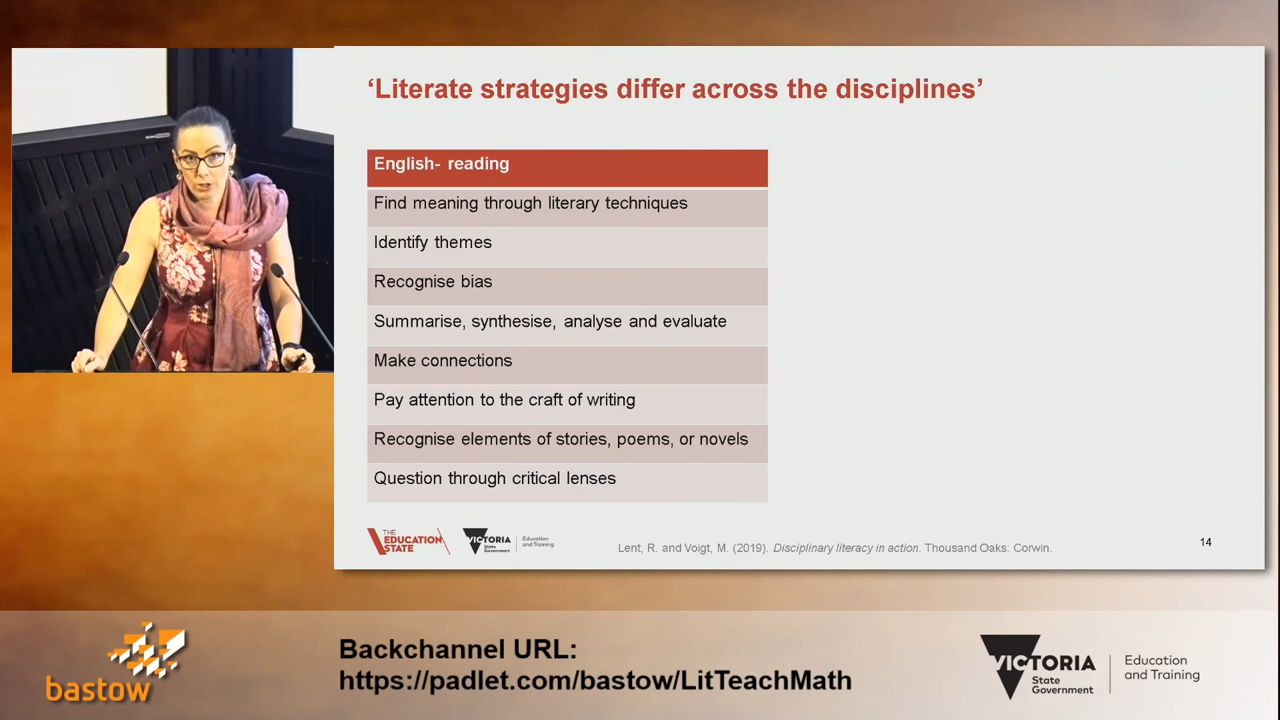 ‘Literate strategies differ across the disciplines’
English- reading
Find meaning through literary techniques
Identify themes
Recognise bias
Summarise, synthesise, analyse and evaluate
Make connections
Pay attention to the craft of writing
Recognise elements of stories, poems, or novels
Question through critical lenses
THE
EDUCATION
STATE
VICTORIA
State
Government
Education
and Training
Lent, R. and Voigt, M. (2019). Disciplinary literacy in action. Thousand Oaks: Corwin.
14
bastow
Backchannel URL:
https://padlet.com/bastow/LitTeachMath
VICTORIA
State
Government
Education
and Training